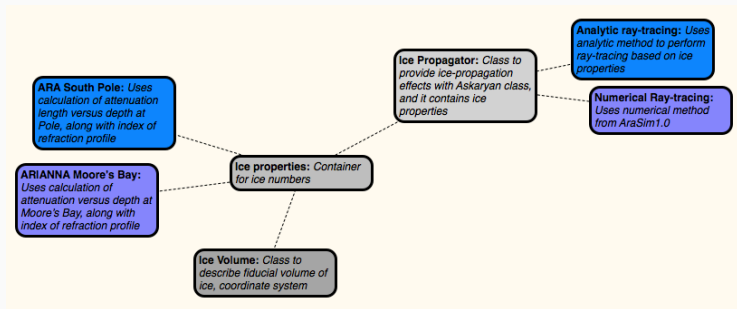 Analytic ray-tracing: Uses
analytic method to perform
ray-tracing based on ice
properties
Ice Propagator: Class to
provide ice-propagation
effects with Askaryan class,
and it contains ice
properties
Numerical Ray-tracing:
Uses numerical method
from AraSim1.0
ARA South Pole: Uses
calculation of attenuation
length versus depth at
Pole, along with index of
refraction profile
Ice properties: Container
for ice numbers
ARIANNA Moore's Bay:
Uses calculation of
attenuation versus depth at
Moore's Bay, along with
index of refraction profile
Ice Volume: Class to
describe fiducial volume of
ice, coordinate system